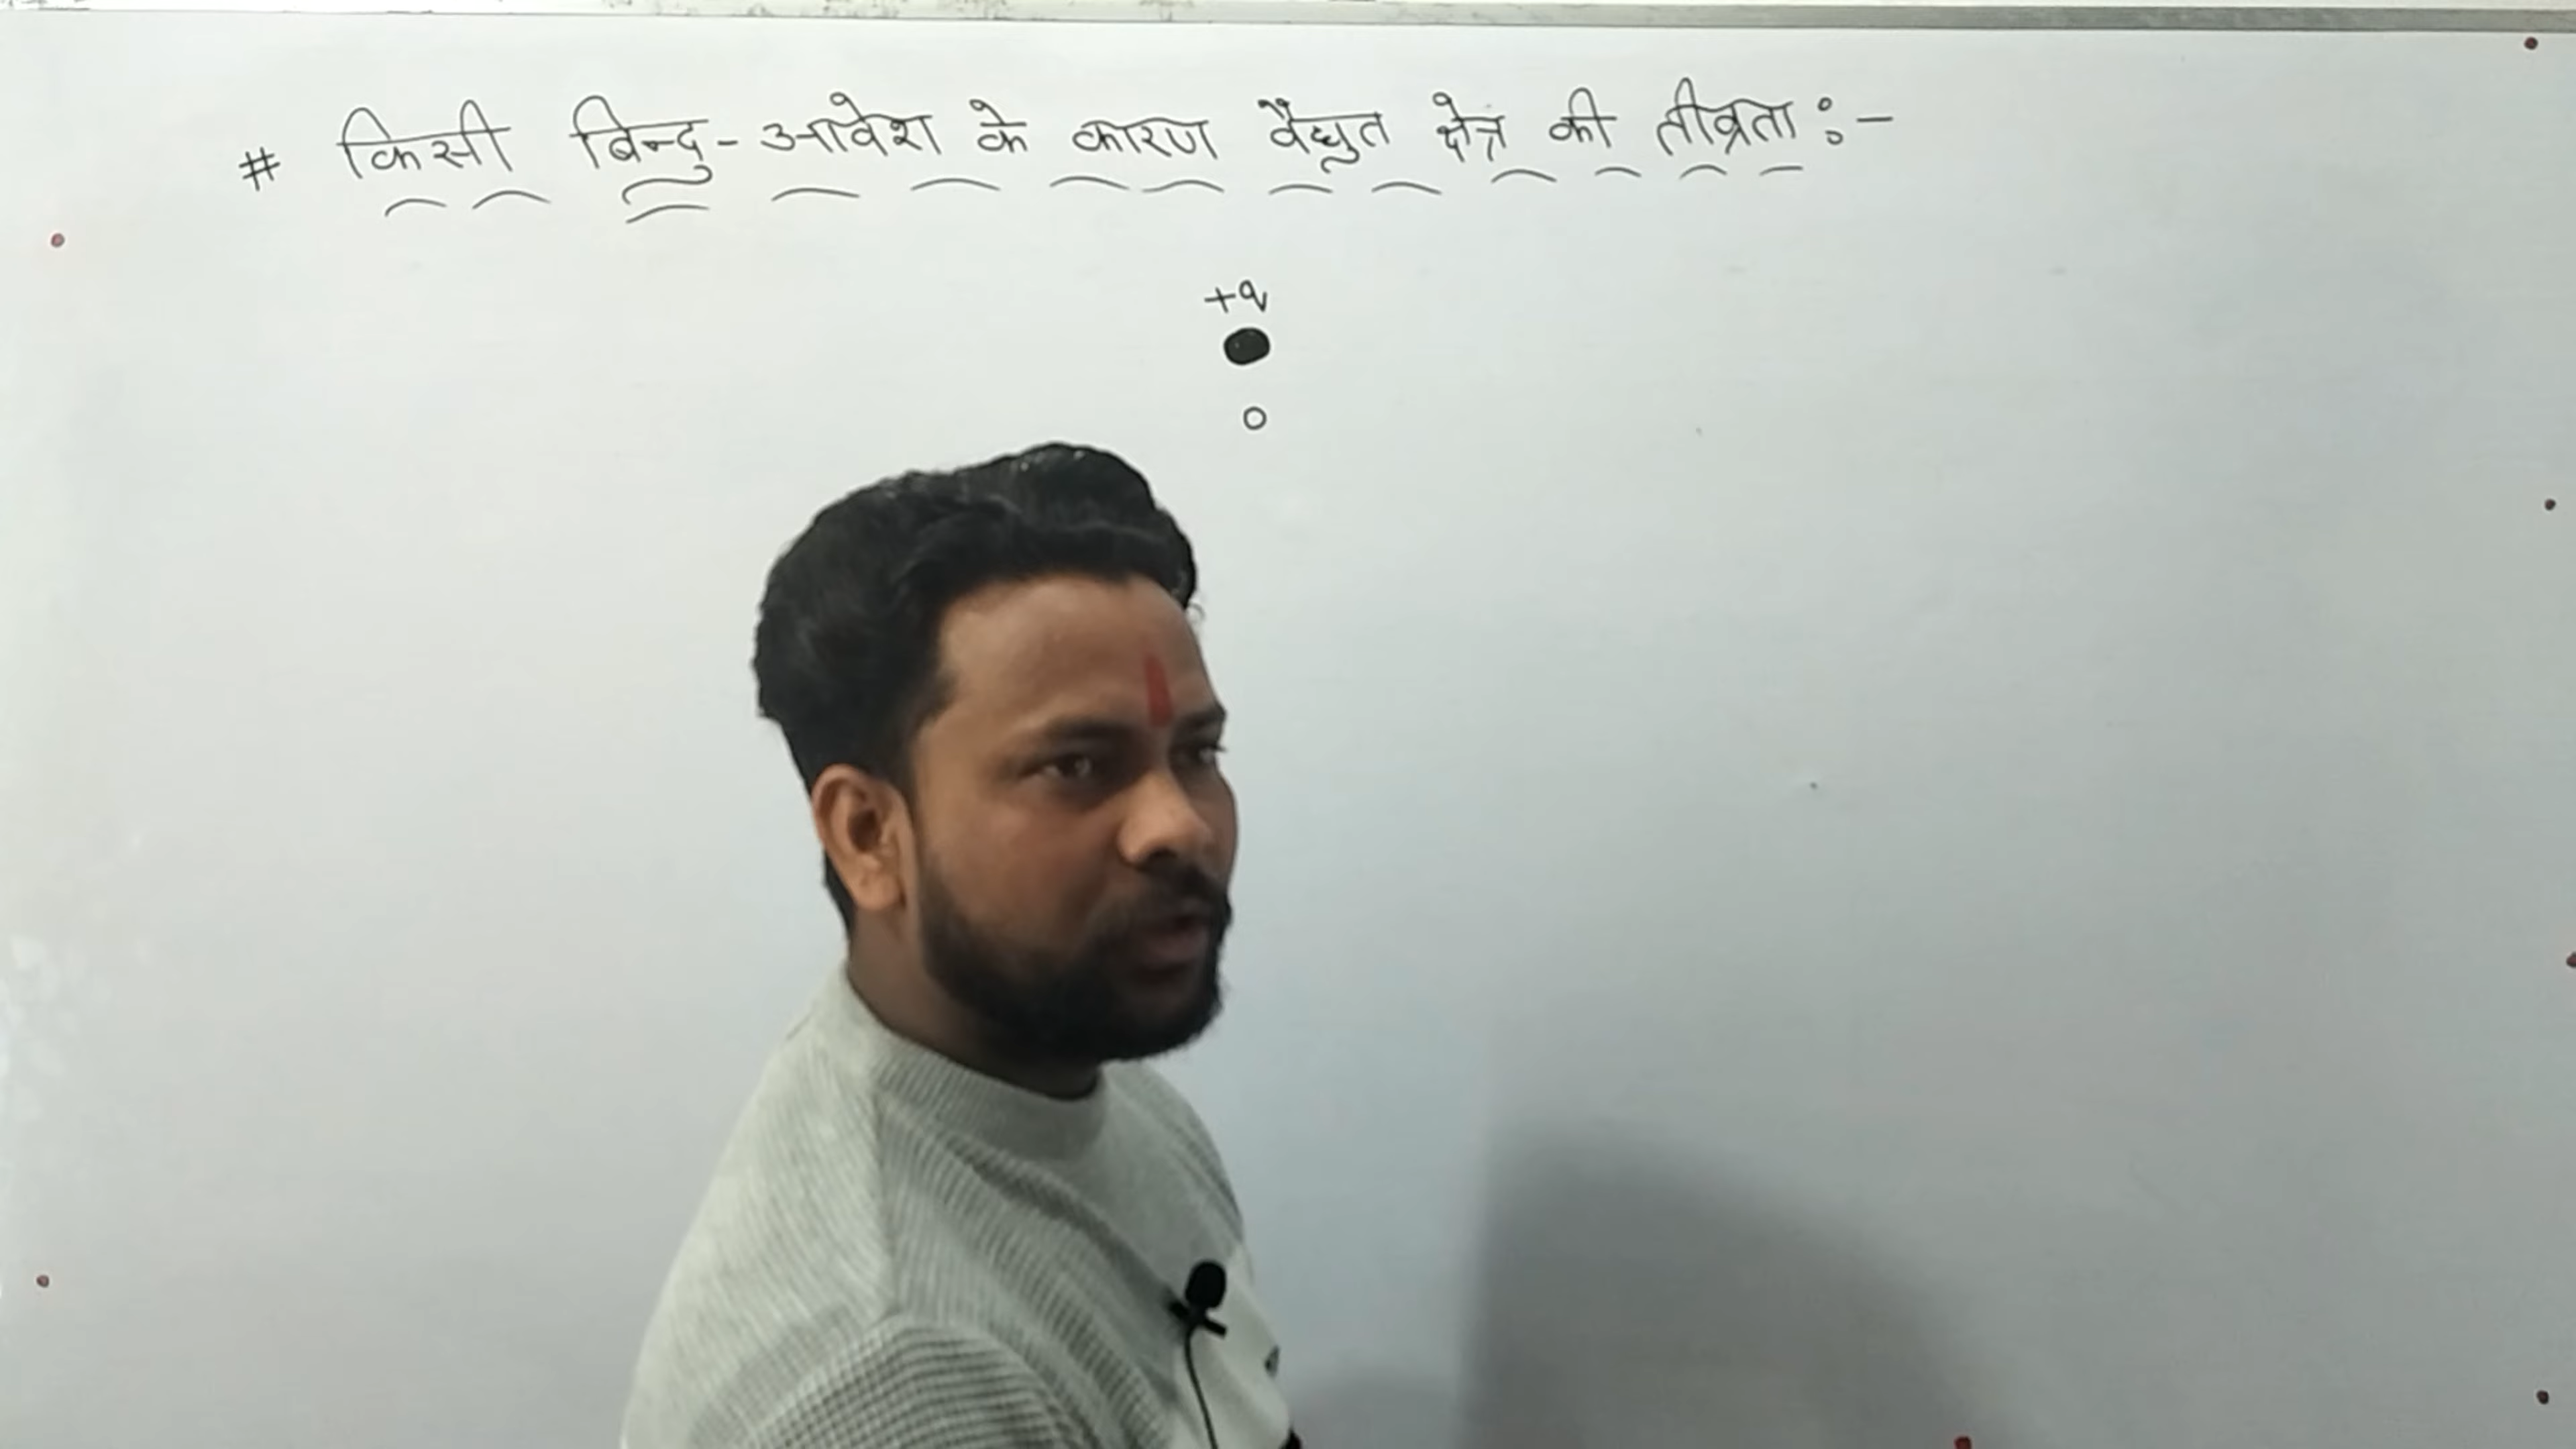 # किसी बिन्दु - आवेश के कारण वैद्युत क्षेत्र की तीव्रता :-
+q
O